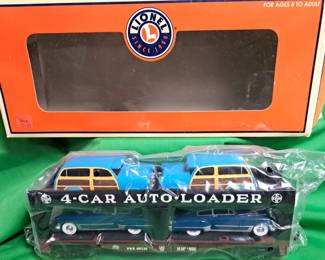 FOR AGES 8 TO ADULT
LIONEL
L
SINCE 1900
4-CAR AUTO-LOADER